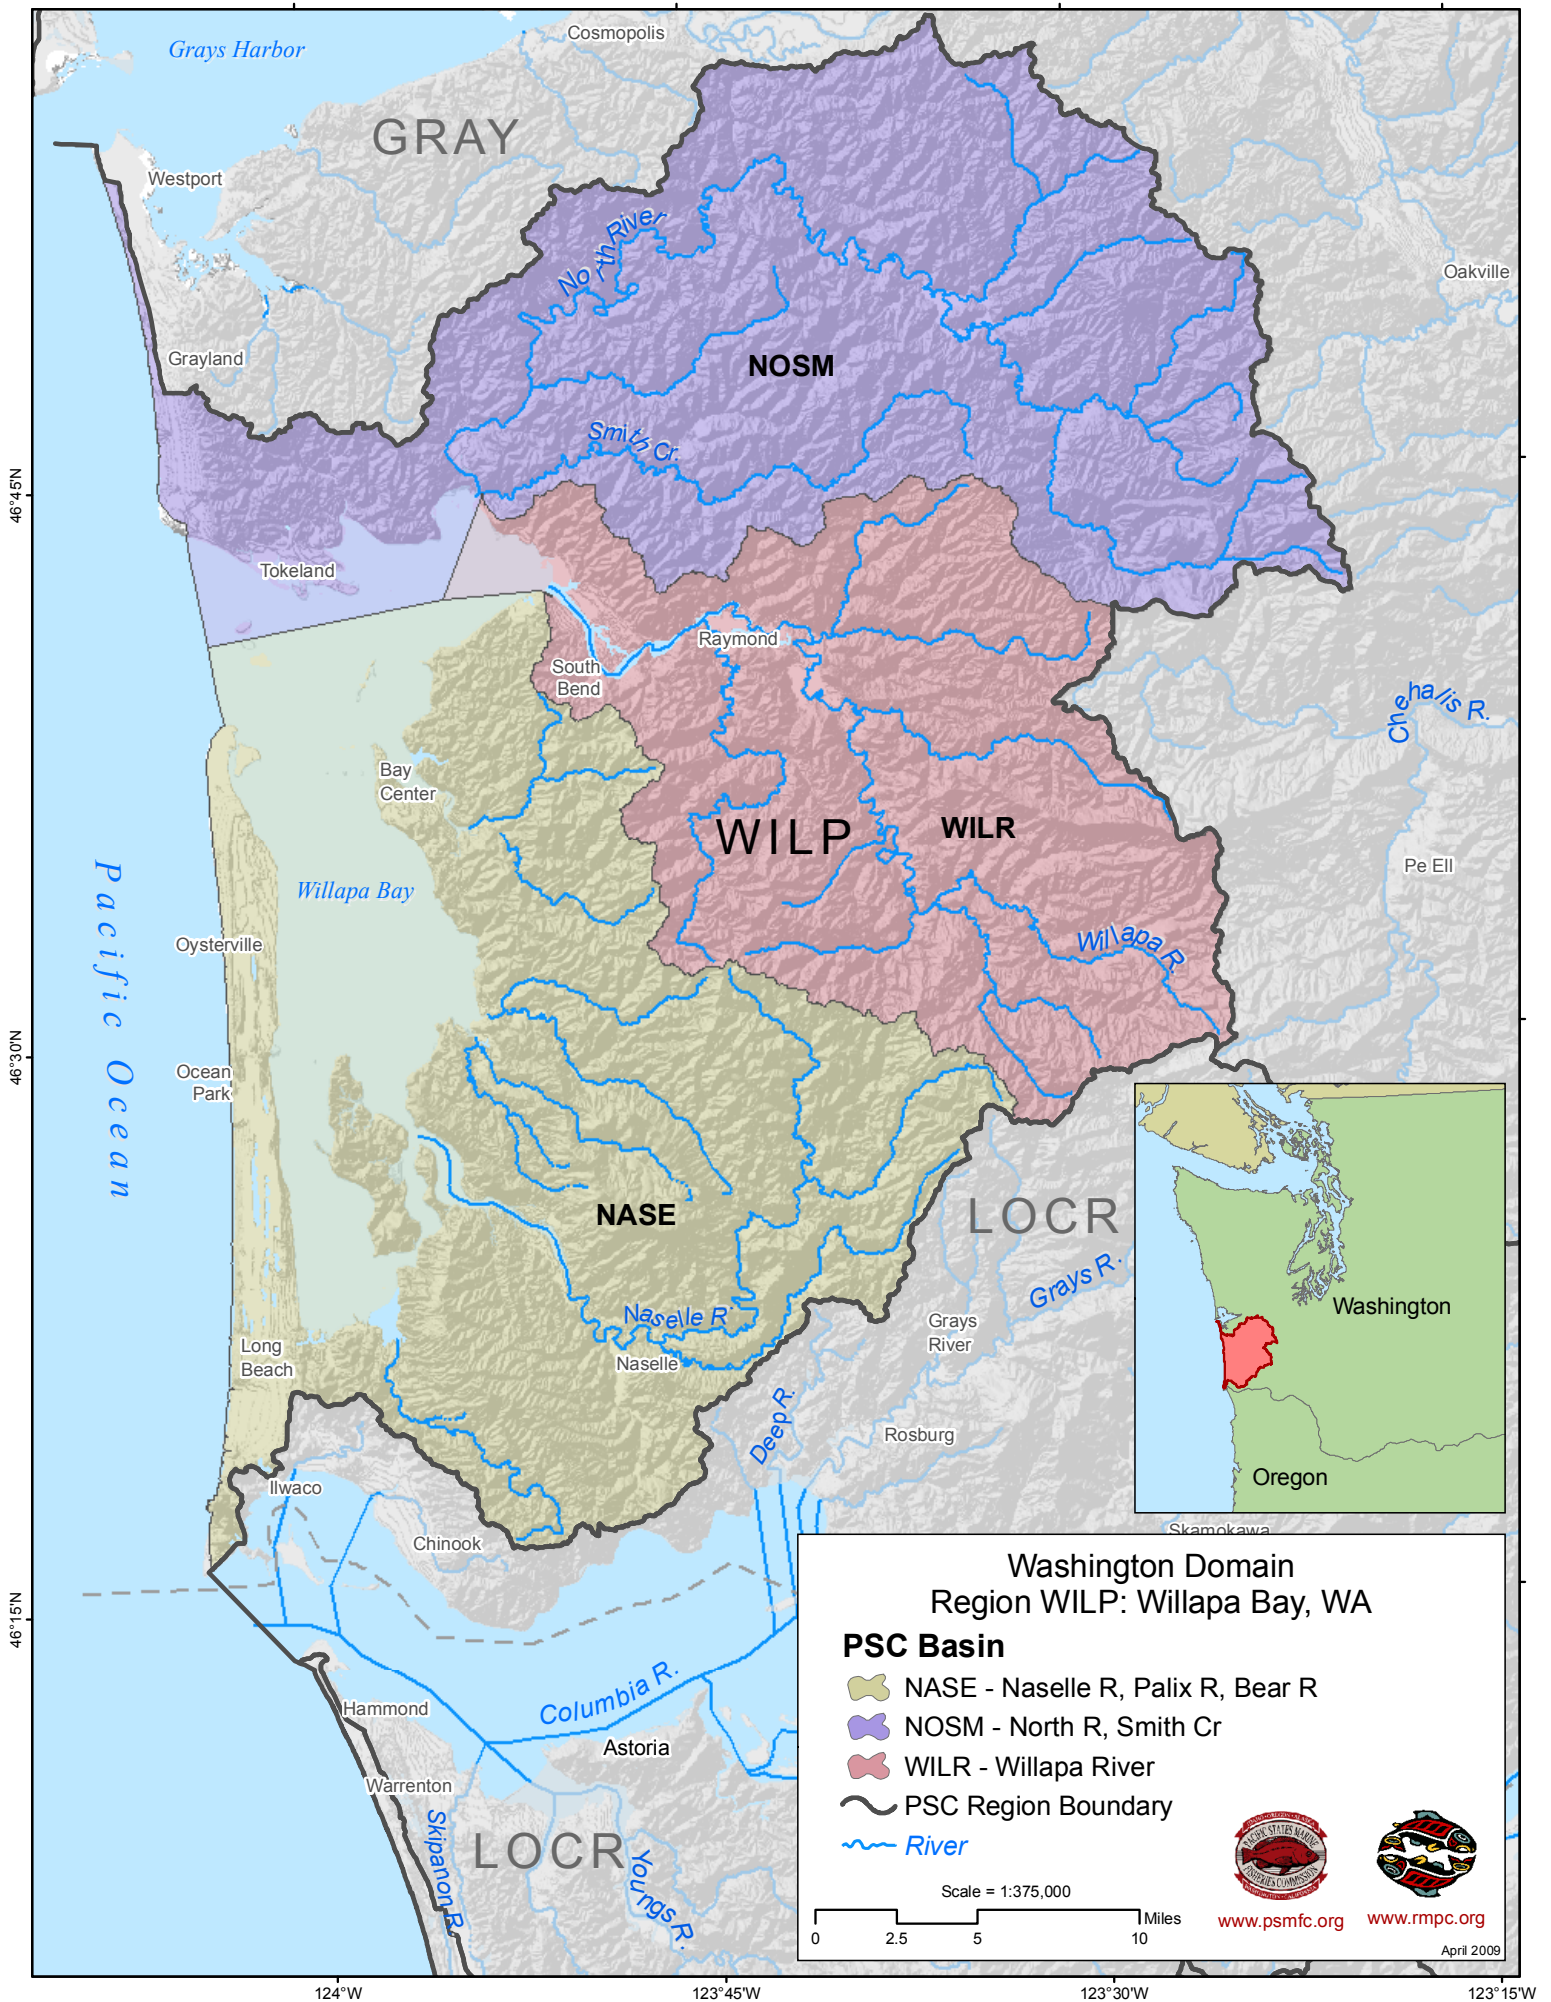 Grays Harbor
Cosmopolis
GRAY
Westport
North River
Oakville
Grayland
NOSM
Smith Cr.
46°45'N
Tokeland
Raymond
South
Bend
Chehalis R.
Bay
Center
WILP
WILR
Pe Ell
Pacific Ocean
Willapa Bay
Oysterville
Willapa R.
46°30'N
Ocean
Park
NASE
LOCR
Grays R.
Naselle R.
Naselle
Grays
River
Washington
Long
Beach
Deep R.
Rosburg
Oregon
Ilwaco
Chinook
Skamokawa
46°15'N
Columbia R.
Hammond
Astoria
Warrenton
Skipanon R.
LOCR
Youngs R.
Washington Domain
Region WILP: Willapa Bay, WA
PSC Basin
NASE - Naselle R, Palix R, Bear R
NOSM - North R, Smith Cr
WILR - Willapa River
PSC Region Boundary
River
Scale = 1:375,000
Miles
0 2.5 5 10
PACIFIC STATES MARINE
FISHERIES COMMISSION
www.psmfc.org
www.rmpc.org
April 2009
124°W
123°45'W
123°30'W
123°15'W